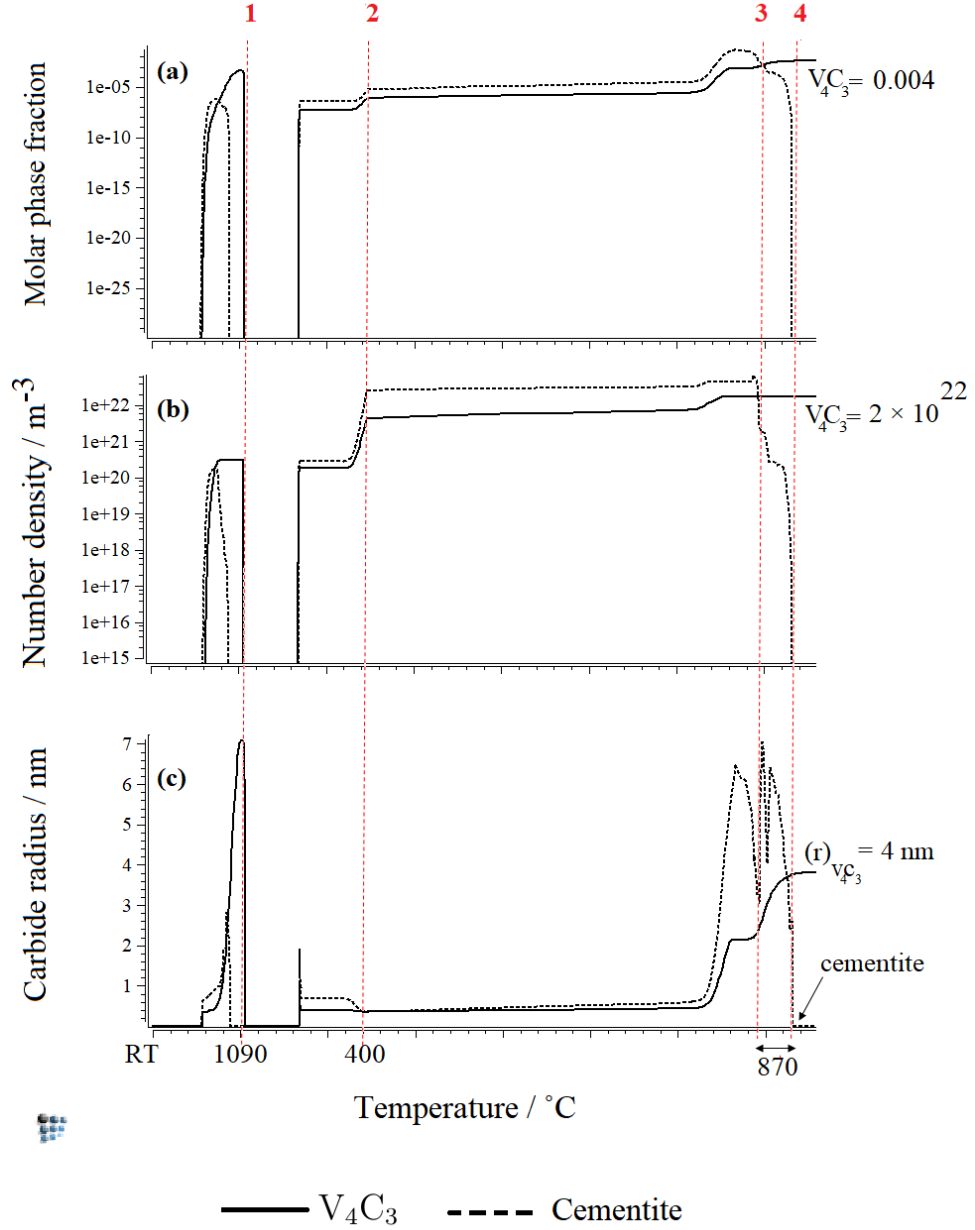 1 2 3 4
(a)
Molar phase fraction
1e-05
1e-10
1e-15
1e-20
1e-25
V₄C₃= 0.004
(b)
Number density / m⁻³
1e+22
1e+21
1e+20
1e+19
1e+18
1e+17
1e+16
1e+15
V₄C₃= 2 × 10²²
(c)
Carbide radius / nm
7
6
5
4
3
2
1
(r)V₄C₃ = 4 nm
cementite
RT 1090 400 870
Temperature / ˚C
V₄C₃ Cementite